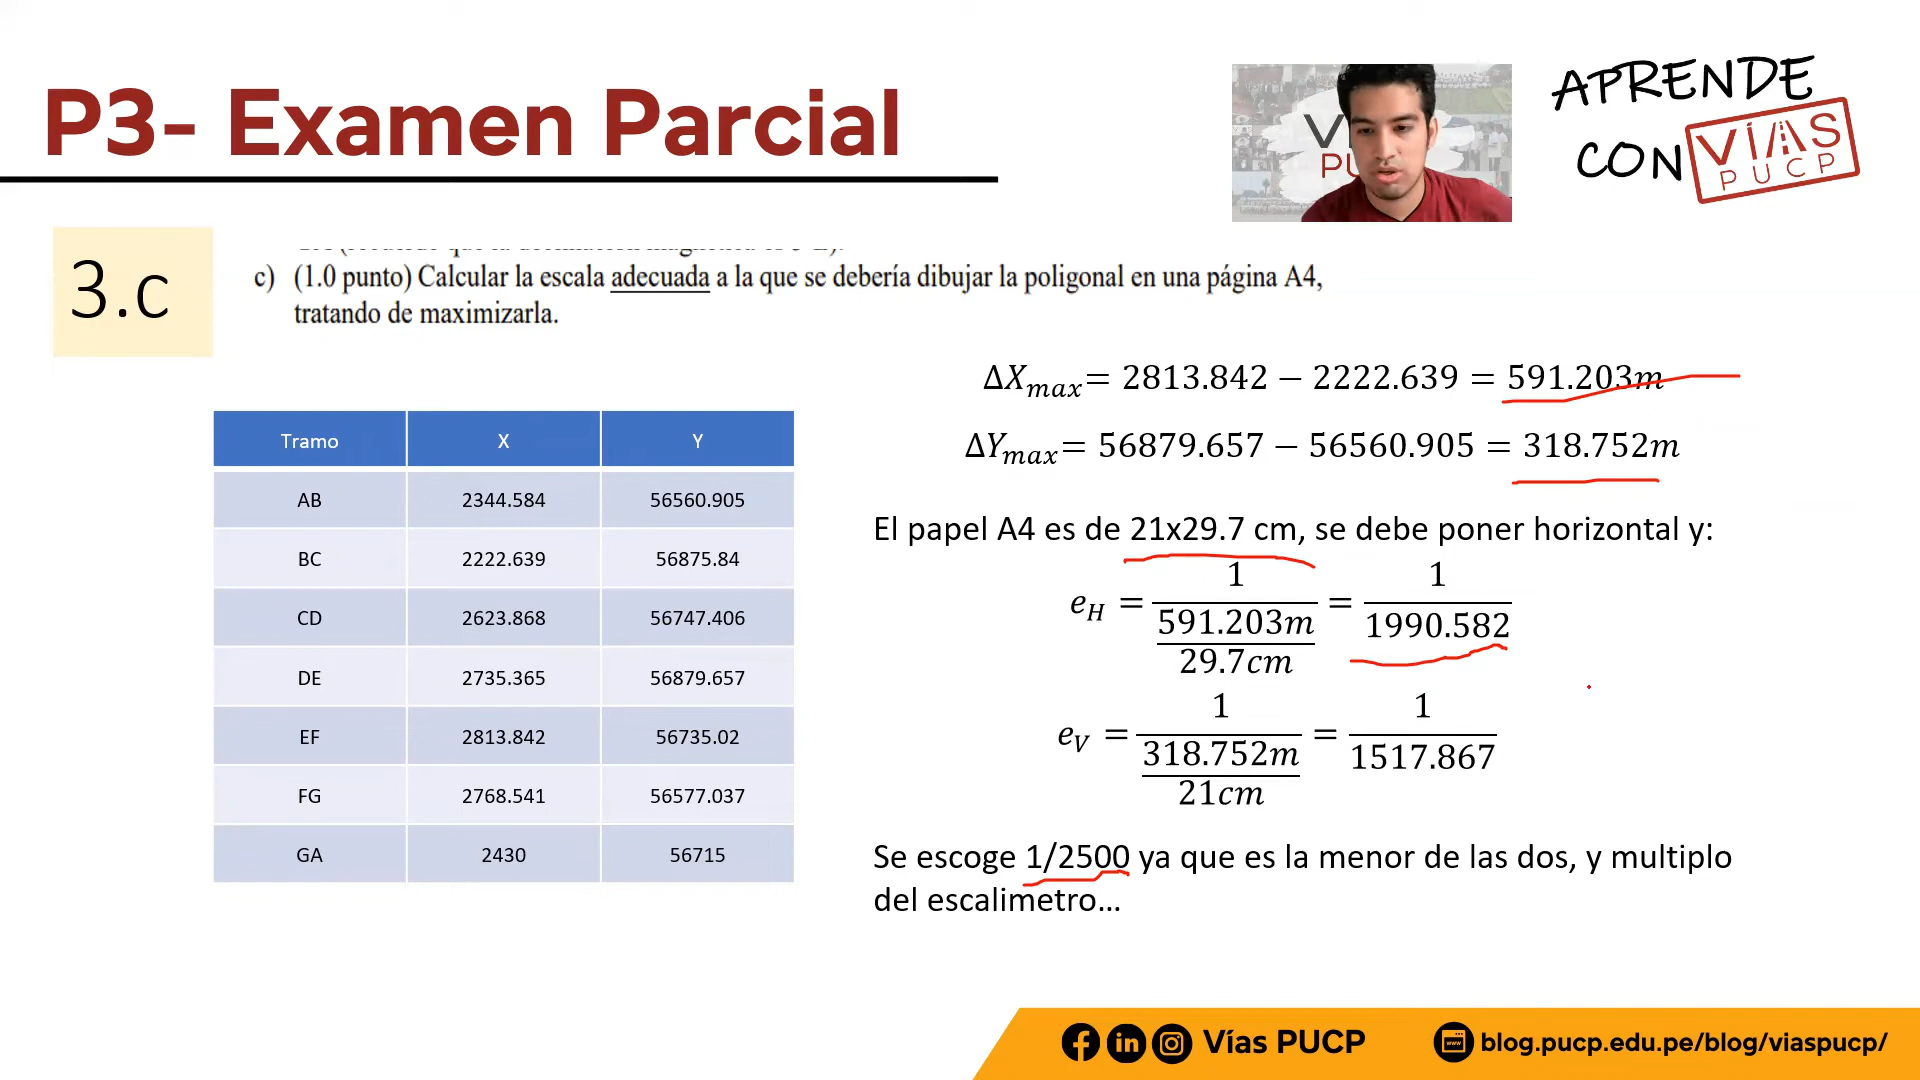 P3- Examen Parcial
APRENDE
CON VÍAS
PUCP
3.c
c) (1.0 punto) Calcular la escala adecuada a la que se debería dibujar la poligonal en una página A4,
tratando de maximizarla.
ΔXmax= 2813.842 − 2222.639 = 591.203m
ΔYmax= 56879.657 − 56560.905 = 318.752m
Tramo X Y
AB 2344.584 56560.905
BC 2222.639 56875.84
CD 2623.868 56747.406
DE 2735.365 56879.657
EF 2813.842 56735.02
FG 2768.541 56577.037
GA 2430 56715
El papel A4 es de 21x29.7 cm, se debe poner horizontal y:
1 1
eH = =
591.203m 1990.582
29.7cm
1 1
eV = =
318.752m 1517.867
21cm
Se escoge 1/2500 ya que es la menor de las dos, y multiplo
del escalimetro...
Vías PUCP
www
blog.pucp.edu.pe/blog/viaspucp/